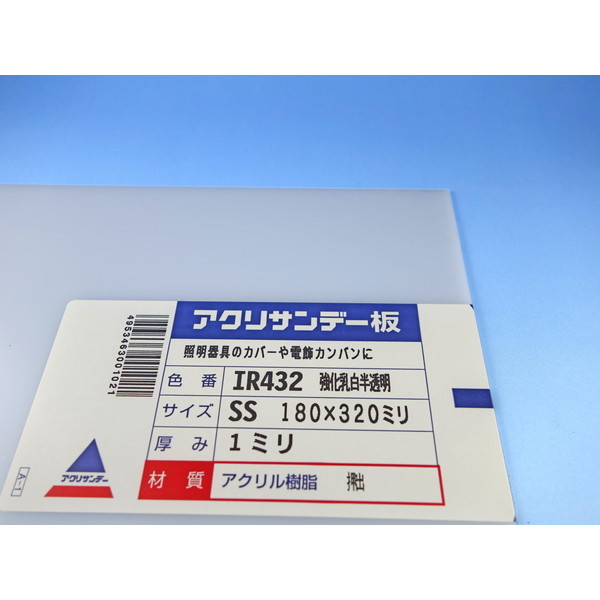 アクリサンデー板
照明器具のカバーや電飾カンバンに
色番 IR432 強化乳白半透明
サイズ SS 180×320ミリ
厚み 1ミリ
材質 アクリル樹脂 押出
4953463001021
アクリサンデー
A-1